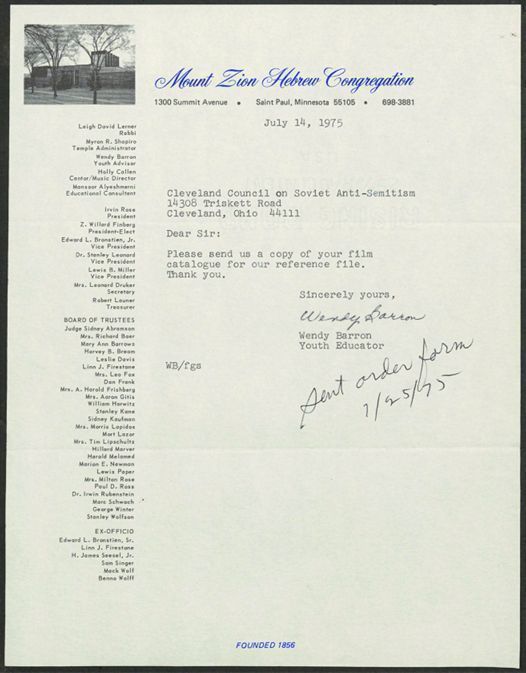 Mount Zion Hebrew Congregation
1300 Summit Avenue • Saint Paul, Minnesota 55105 • 698-3881
July 14, 1975
Leigh David Lerner
Rabbi
Myron R. Shapiro
Temple Administrator
Wendy Barron
Youth Advisor
Holly Callen
Cantor/Music Director
Mansoor Alyeshmerni
Educational Consultant
Irvin Rose
President
Z. Willard Finberg
President-Elect
Edward L. Bronstien, Jr.
Vice President
Dr. Stanley Leonard
Vice President
Lewis B. Miller
Vice President
Mrs. Leonard Druker
Secretary
Robert Launer
Treasurer
BOARD OF TRUSTEES
Judge Sidney Abramson
Mrs. Richard Baer
Mary Ann Barrows
Harvey B. Bream
Leslie Davis
Linn J. Firestone
Mrs. Leo Fox
Dan Frank
Mrs. A. Harold Frishberg
Mrs. Aaron Gitis
William Horwitz
Stanley Kane
Sidney Kaufman
Mrs. Morris Lapidos
Mort Lazar
Mrs. Tim Lipschultz
Hillard Marver
Harold Melamed
Marion E. Newman
Lewis Paper
Mrs. Milton Rose
Paul D. Ross
Dr. Irwin Rubenstein
Marc Schwach
George Winter
Stanley Wolfson
EX-OFFICIO
Edward L. Bronstien, Sr.
Linn J. Firestone
H. James Seesel, Jr.
Sam Singer
Mack Wolf
Benno Wolff
Cleveland Council on Soviet Anti-Semitism
14308 Triskett Road
Cleveland, Ohio 44111
Dear Sir:
Please send us a copy of your film
catalogue for our reference file.
Thank you.
Sincerely yours,
Wendy Barron
Wendy Barron
Youth Educator
WB/fgs
sent order form
7/25/75
FOUNDED 1856